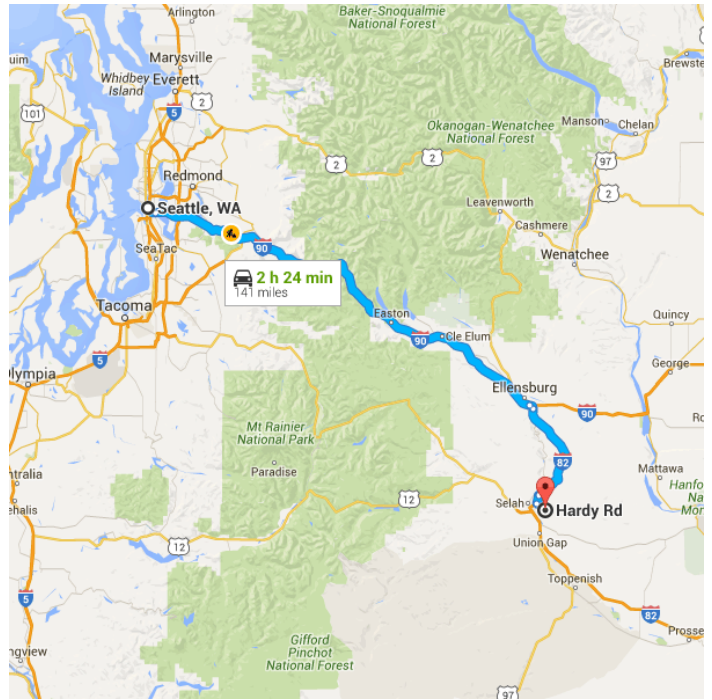 Arlington
Baker-Snoqualmie
National Forest
Marysville
Brewster
Whidbey
Island
Everett
2
5
101
Manson
Chelan
Okanogan-Wenatchee
National Forest
97
2
2
2
Redmond
Leavenworth
Seattle, WA
Cashmere
SeaTac
90
Wenatchee
2 h 24 min
141 miles
Tacoma
Easton
90
Cle Elum
Quincy
5
George
Olympia
Ellensburg
90
Mt Rainier
National Park
Paradise
82
Mattawa
12
Selah
Hardy Rd
Union Gap
12
Toppenish
5
82
Gifford
Pinchot
National Forest
97